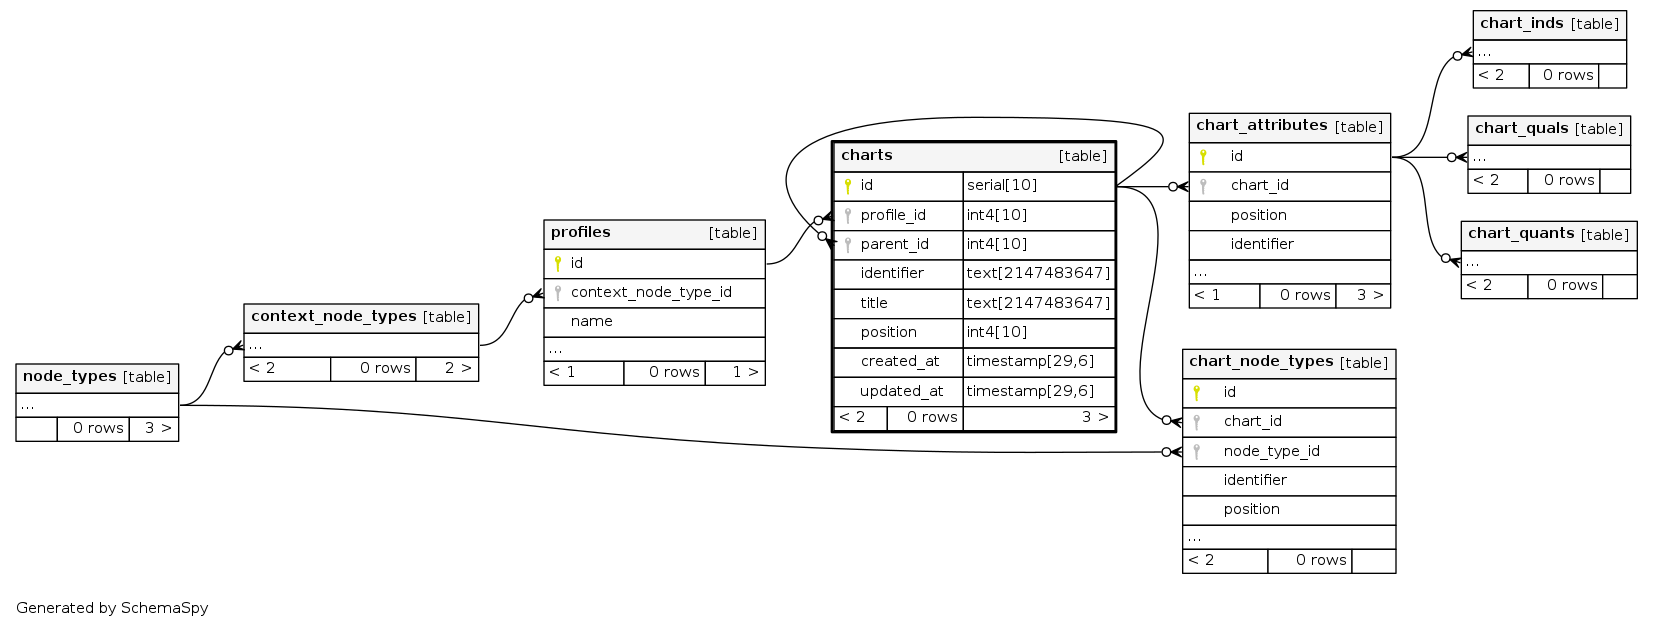 node_types [table]
...
0 rows 3 >
context_node_types [table]
...
< 2 0 rows 2 >
profiles [table]
id
context_node_type_id
name
...
< 1 0 rows 1 >
charts [table]
id serial[10]
profile_id int4[10]
parent_id int4[10]
identifier text[2147483647]
title text[2147483647]
position int4[10]
created_at timestamp[29,6]
updated_at timestamp[29,6]
< 2 0 rows 3 >
chart_attributes [table]
id
chart_id
position
identifier
...
< 1 0 rows 3 >
chart_node_types [table]
id
chart_id
node_type_id
identifier
position
...
< 2 0 rows
chart_inds [table]
...
< 2 0 rows
chart_quals [table]
...
< 2 0 rows
chart_quants [table]
...
< 2 0 rows
Generated by SchemaSpy